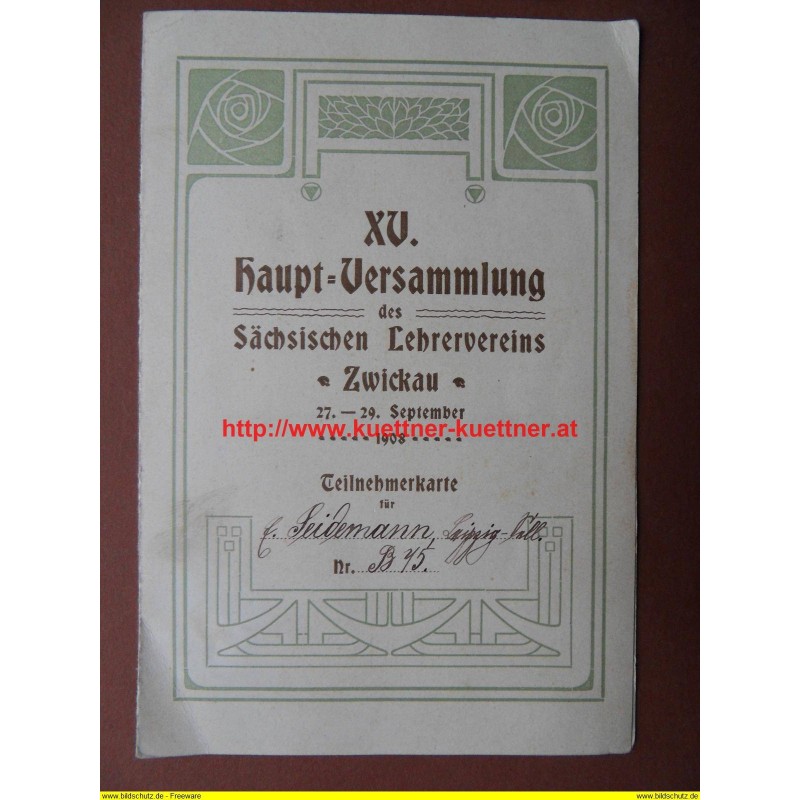 XV.
Haupt=Versammlung
des
Sächsischen Lehrervereins
Zwickau
27. — 29. September
http://www.kuettner-kuettner.at
1908
Teilnehmerkarte
für
E. Seidemann, Leipzig-
Nr. B 45.
www.bildschutz.de - Freeware
www.bildschutz.de